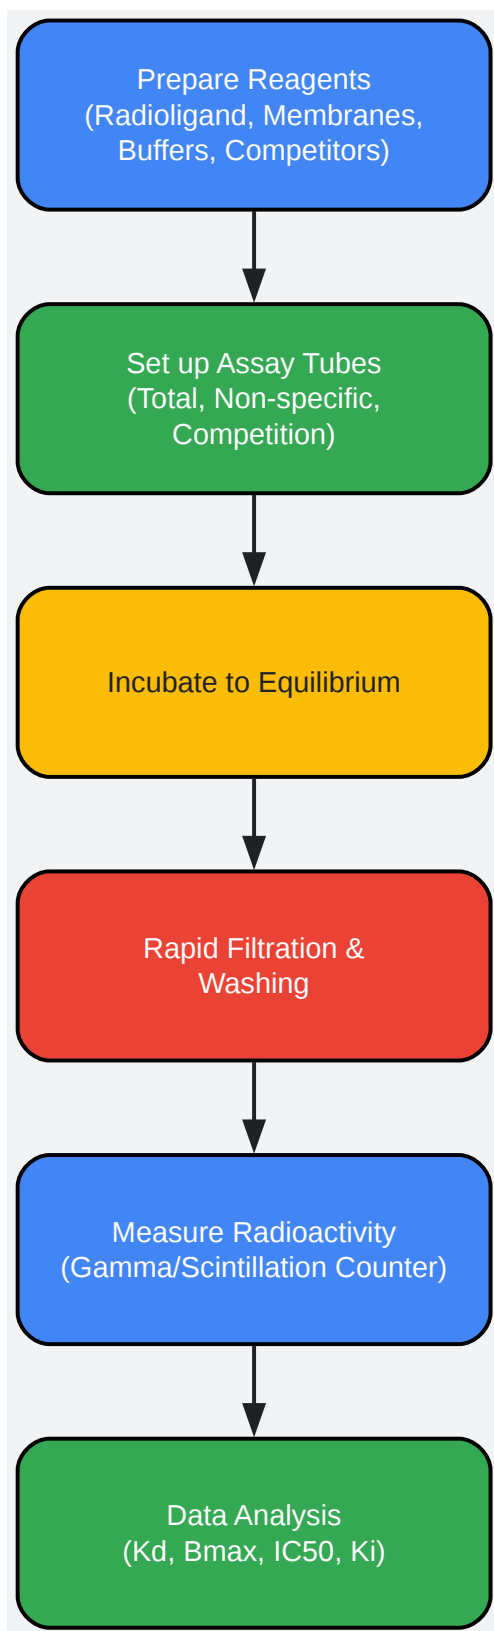 Prepare Reagents
(Radioligand, Membranes,
Buffers, Competitors)
Set up Assay Tubes
(Total, Non-specific,
Competition)
Incubate to Equilibrium
Rapid Filtration &
Washing
Measure Radioactivity
(Gamma/Scintillation Counter)
Data Analysis
(Kd, Bmax, IC50, Ki)